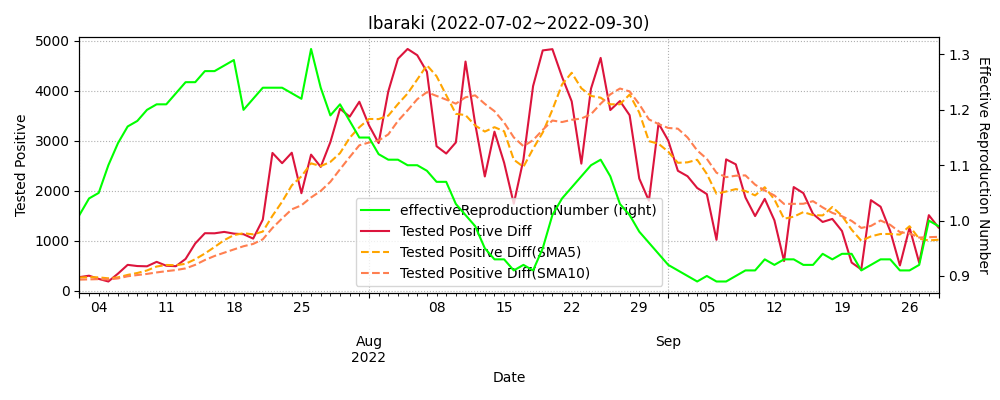 Ibaraki (2022-07-02~2022-09-30)
5000
4000
3000
2000
1000
0
Tested Positive
1.3
1.2
1.1
1.0
0.9
Effective Reproduction Number
effectiveReproductionNumber (right)
Tested Positive Diff
Tested Positive Diff(SMA5)
Tested Positive Diff(SMA10)
04 11 18 25 08 15 22 29 05 12 19 26
Aug Sep
2022
Date